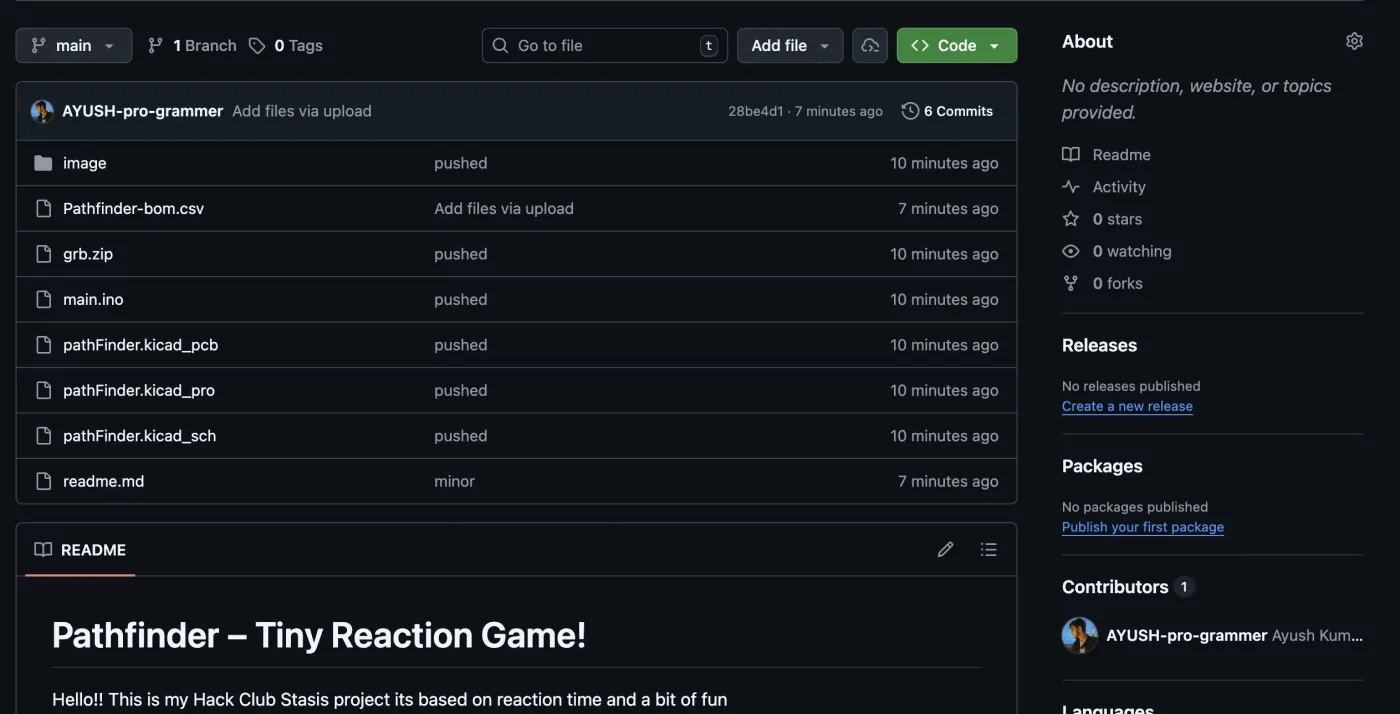 main 1 Branch 0 Tags Go to file t Add file Code
AYUSH-pro-grammer Add files via upload 28be4d1 · 7 minutes ago 6 Commits
image pushed 10 minutes ago
Pathfinder-bom.csv Add files via upload 7 minutes ago
grb.zip pushed 10 minutes ago
main.ino pushed 10 minutes ago
pathFinder.kicad_pcb pushed 10 minutes ago
pathFinder.kicad_pro pushed 10 minutes ago
pathFinder.kicad_sch pushed 10 minutes ago
readme.md minor 7 minutes ago
README
Pathfinder – Tiny Reaction Game!
Hello!! This is my Hack Club Stasis project its based on reaction time and a bit of fun
About
No description, website, or topics
provided.
Readme
Activity
0 stars
0 watching
0 forks
Releases
No releases published
Create a new release
Packages
No packages published
Publish your first package
Contributors 1
AYUSH-pro-grammer Ayush Kum...
Languages